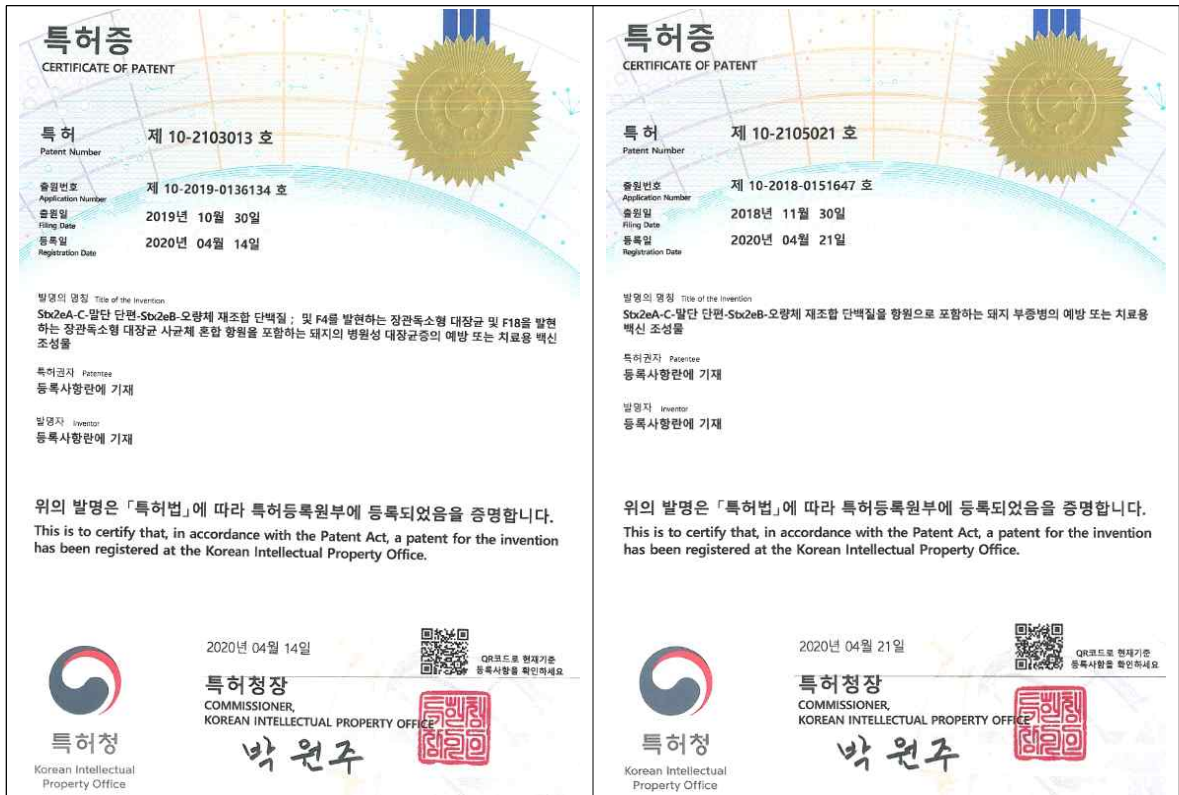 특허증
CERTIFICATE OF PATENT
특허
Patent Number
제 10-2103013 호
출원번호
Application Number
제 10-2019-0136134 호
출원일
Filing Date
2019년 10월 30일
등록일
Registration Date
2020년 04월 14일
발명의 명칭 Title of the Invention
Stx2eA-C-말단 단편-Stx2eB-오량체 재조합 단백질 ; 및 F4를 발현하는 장관독소형 대장균 및 F18을 발현
하는 장관독소형 대장균 사균체 혼합 항원을 포함하는 돼지의 병원성 대장균증의 예방 또는 치료용 백신
조성물
특허권자 Patentee
등록사항란에 기재
발명자 Inventor
등록사항란에 기재
위의 발명은 「특허법」에 따라 특허등록원부에 등록되었음을 증명합니다.
This is to certify that, in accordance with the Patent Act, a patent for the invention
has been registered at the Korean Intellectual Property Office.
2020년 04월 14일
QR코드로 현재기준
등록사항을 확인하세요
특허청장
COMMISSIONER,
KOREAN INTELLECTUAL PROPERTY OFFICE
박원주
특허청
Korean Intellectual
Property Office
특허증
CERTIFICATE OF PATENT
특허
Patent Number
제 10-2105021 호
출원번호
Application Number
제 10-2018-0151647 호
출원일
Filing Date
2018년 11월 30일
등록일
Registration Date
2020년 04월 21일
발명의 명칭 Title of the Invention
Stx2eA-C-말단 단편-Stx2eB-오량체 재조합 단백질을 항원으로 포함하는 돼지 부종병의 예방 또는 치료용
백신 조성물
특허권자 Patentee
등록사항란에 기재
발명자 Inventor
등록사항란에 기재
위의 발명은 「특허법」에 따라 특허등록원부에 등록되었음을 증명합니다.
This is to certify that, in accordance with the Patent Act, a patent for the invention
has been registered at the Korean Intellectual Property Office.
2020년 04월 21일
QR코드로 현재기준
등록사항을 확인하세요
특허청장
COMMISSIONER,
KOREAN INTELLECTUAL PROPERTY OFFICE
박원주
특허청
Korean Intellectual
Property Office